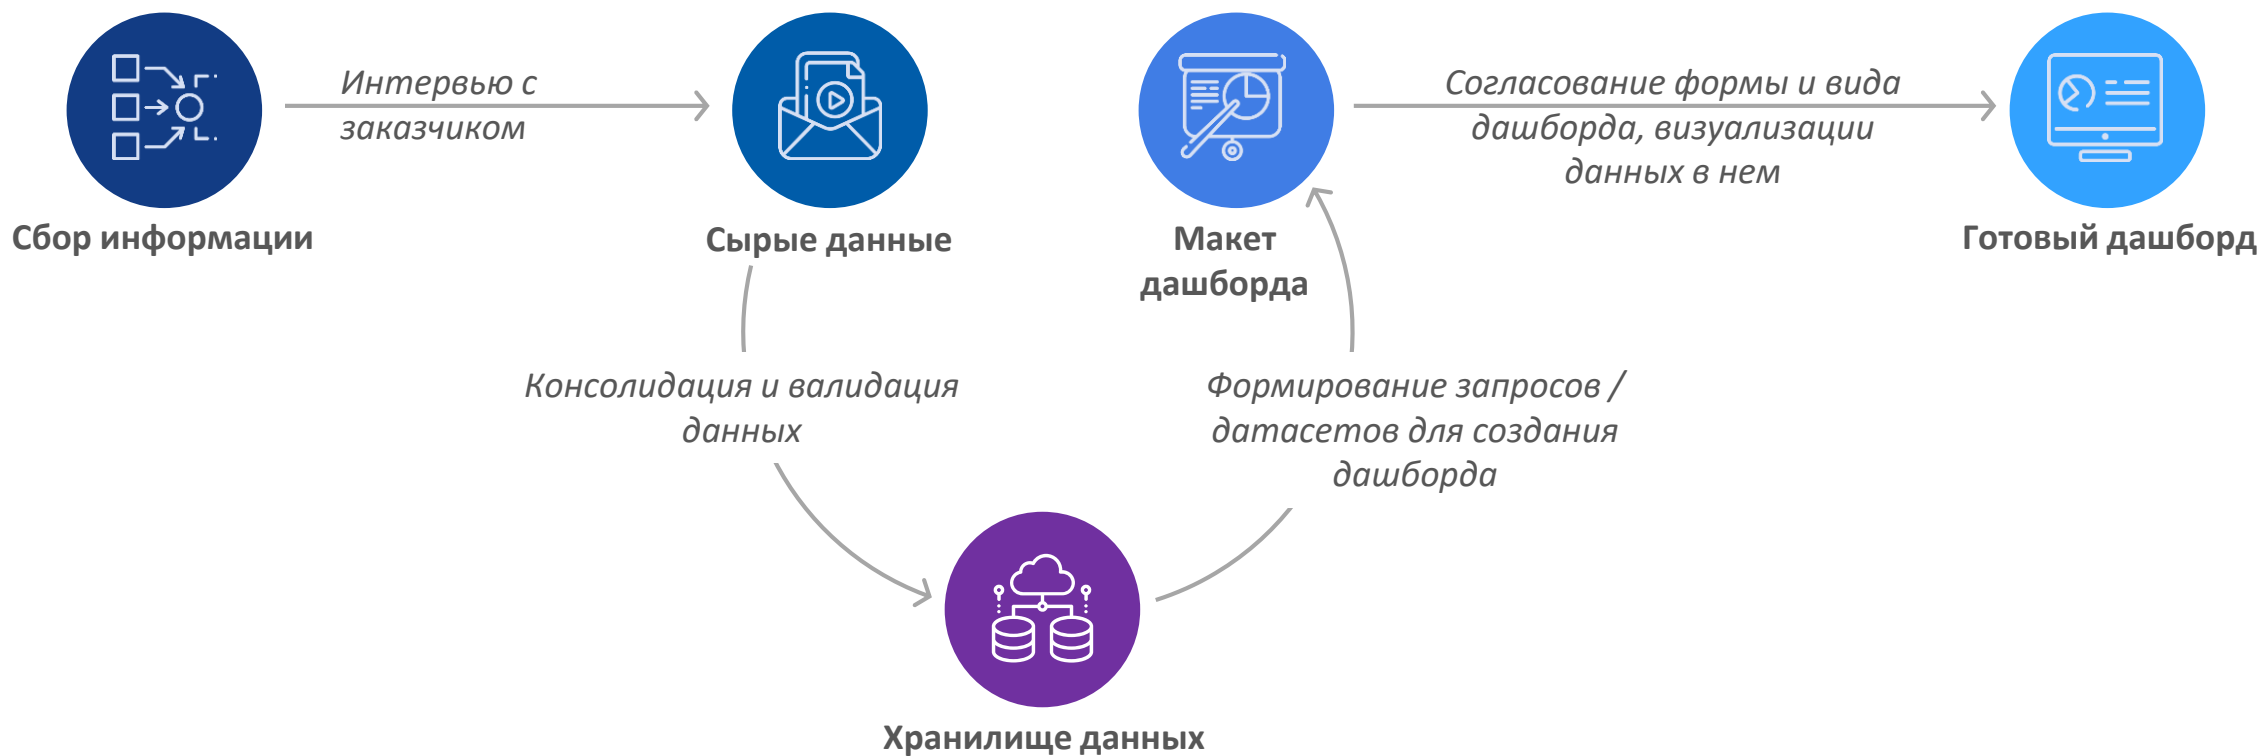 Интервью с
заказчиком
Согласование формы и вида
дашборда, визуализации
данных в нем
Сбор информации
Сырые данные
Макет
дашборда
Готовый дашборд
Консолидация и валидация
данных
Формирование запросов /
датасетов для создания
дашборда
Хранилище данных